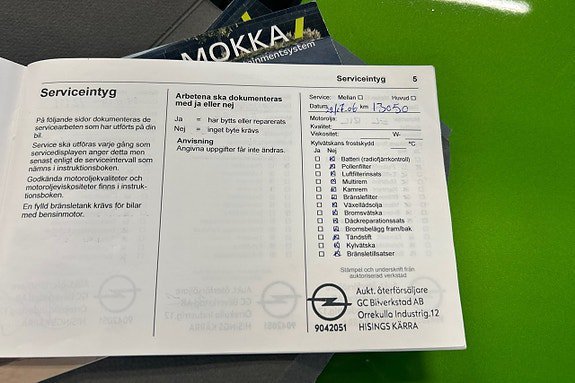 MOKKA
ainmentsystem
Serviceintyg
På följande sidor dokumenteras de
servicearbeten som har utförts på din
bil.
Service ska utföras varje gång som
servicedisplayen anger detta men
senast enligt de serviceintervall som
nämns i instruktionsboken.
Godkända motoroljekvaliteter och
motoroljeviskositeter finns i instruk-
tionsboken.
En fylld bränsletank krävs för bilar
med bensinmotor.
Arbetena ska dokumenteras
med ja eller nej
Ja = har bytts eller reparerats
Nej = inget byte krävs
Anvisning
Angivna uppgifter får inte ändras.
Serviceintyg 5
Service: Mellan Huvud
Datum km 13050
Motorolja:
Kvalitet:
Viskositet: W-
Kylvätskans frostskydd °C
Ja Nej
Batteri (radiofjärrkontroll)
Pollenfilter
Luftfilterinsats
Multirem
Kamrem
Bränslefilter
Växellådsolja
Bromsvätska
Däckreparationssats
Bromsbelägg fram/bak
Tändstift
Kylvätska
Bränsletillsatser
Stämpel och underskrift från
auktoriserad verkstad
Aukt. återförsäljare
GC Bilverkstad AB
Orrekulla Industrig.12
9042051 HISINGS KÄRRA